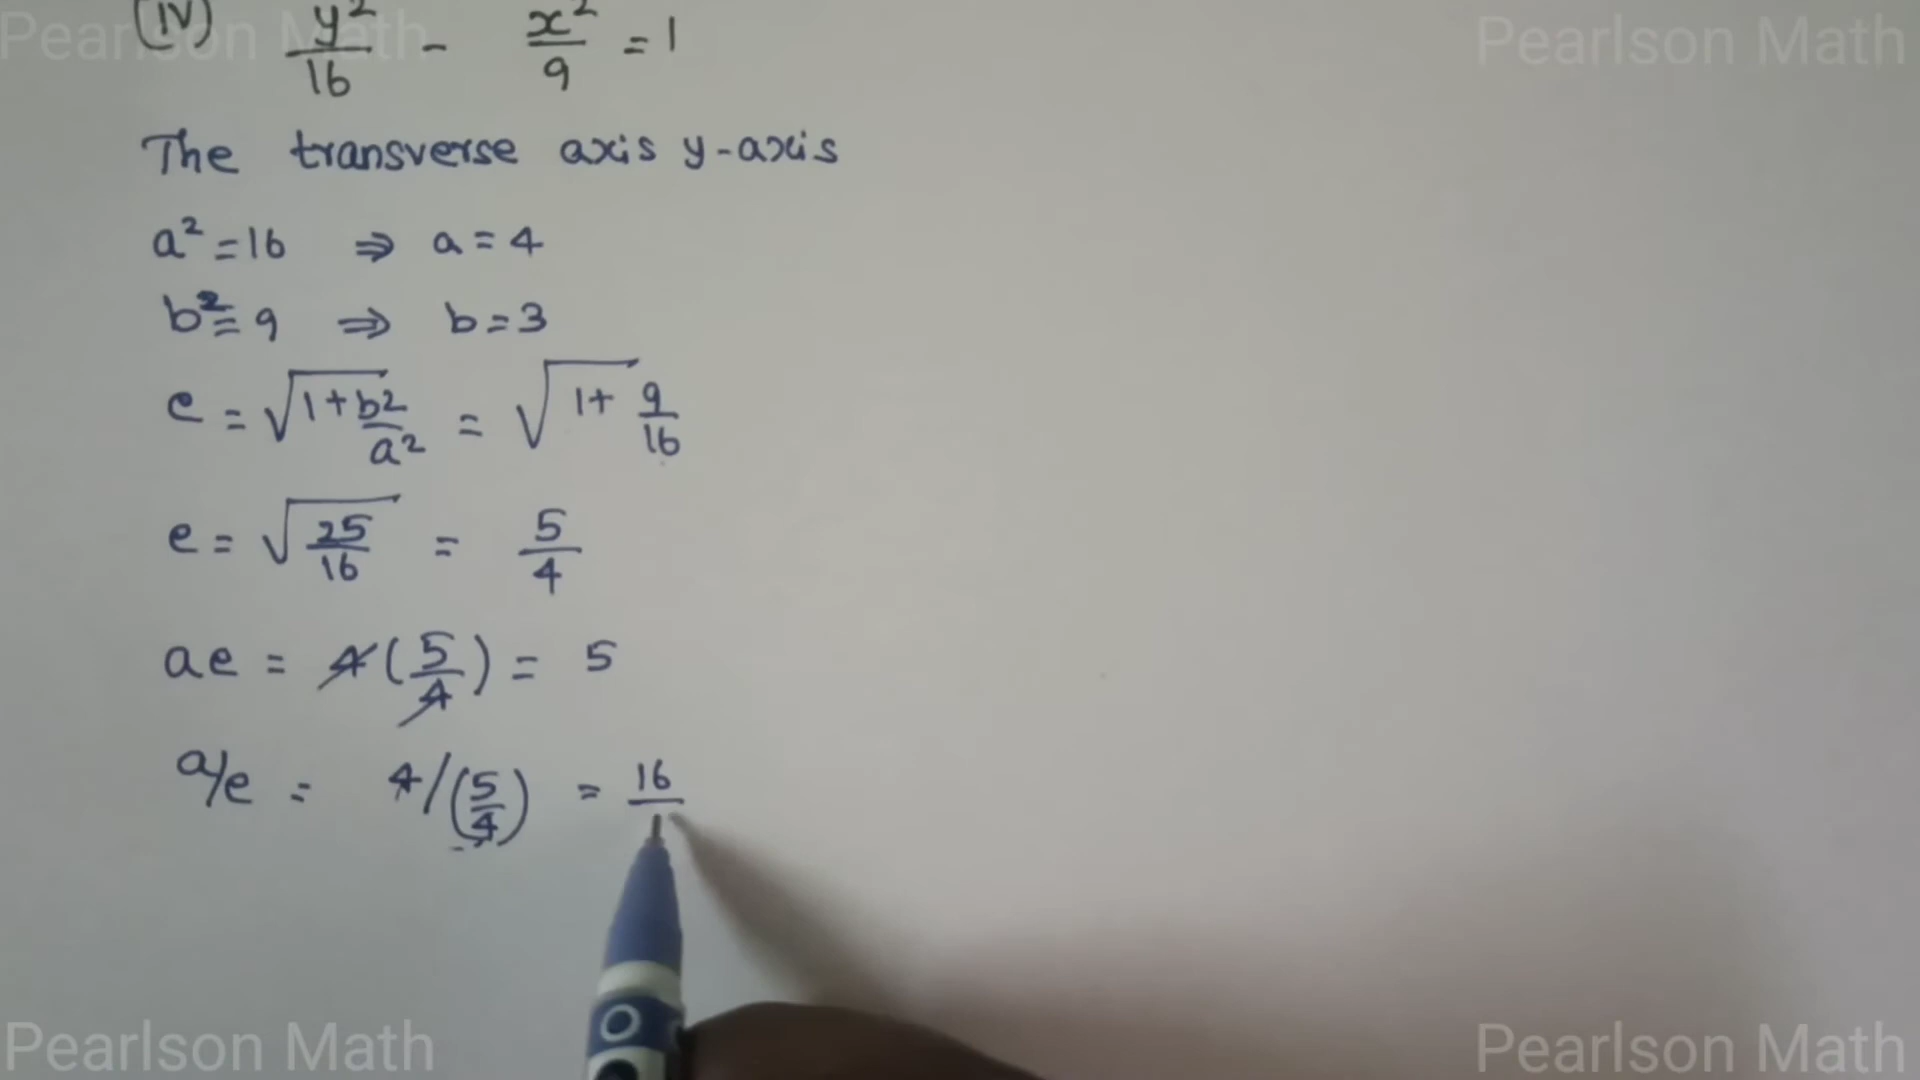 Pearlson Math
Pearlson Math
(IV) y²/16 - x²/9 = 1
The transverse axis y-axis
a² = 16 ⇒ a = 4
b² = 9 ⇒ b = 3
e = √1+b²/a² = √1+ 9/16
e = √25/16 = 5/4
ae = 4(5/4) = 5
a/e = 4/(5/4) = 16/
Pearlson Math
Pearlson Math